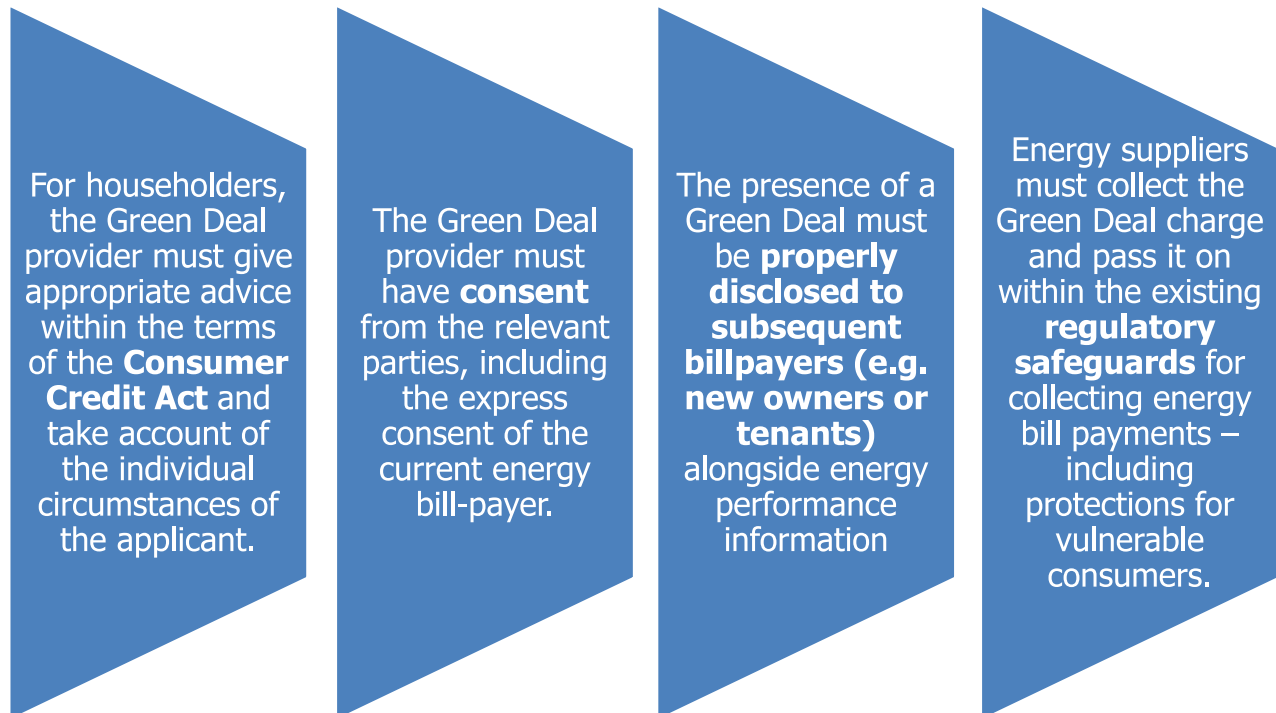 For householders,
the Green Deal
provider must give
appropriate advice
within the terms
of the Consumer
Credit Act and
take account of
the individual
circumstances of
the applicant.
The Green Deal
provider must
have consent
from the relevant
parties, including
the express
consent of the
current energy
bill-payer.
The presence of a
Green Deal must
be properly
disclosed to
subsequent
billpayers (e.g.
new owners or
tenants)
alongside energy
performance
information
Energy suppliers
must collect the
Green Deal charge
and pass it on
within the existing
regulatory
safeguards for
collecting energy
bill payments –
including
protections for
vulnerable
consumers.